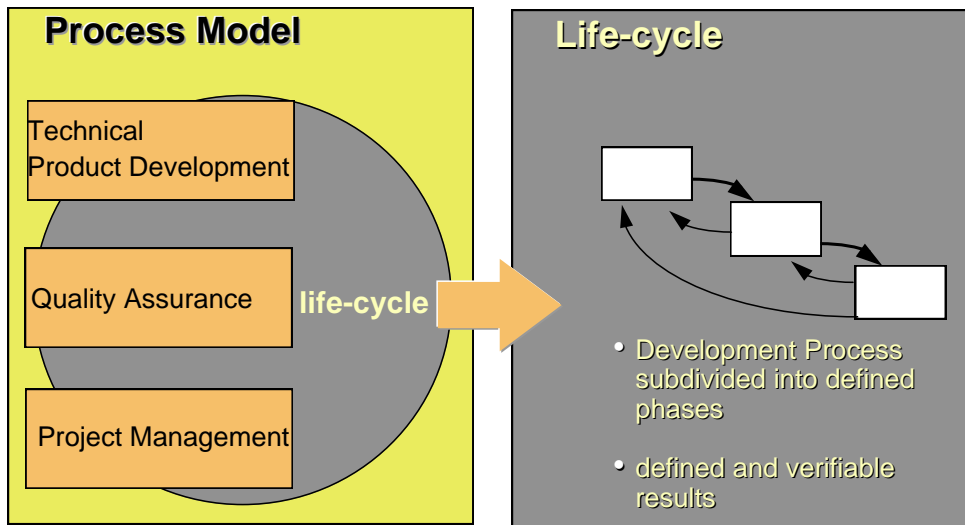 Process Model
Technical
Product Development
Quality Assurance
life-cycle
Project Management
Life-cycle
• Development Process
subdivided into defined
phases
• defined and verifiable
results